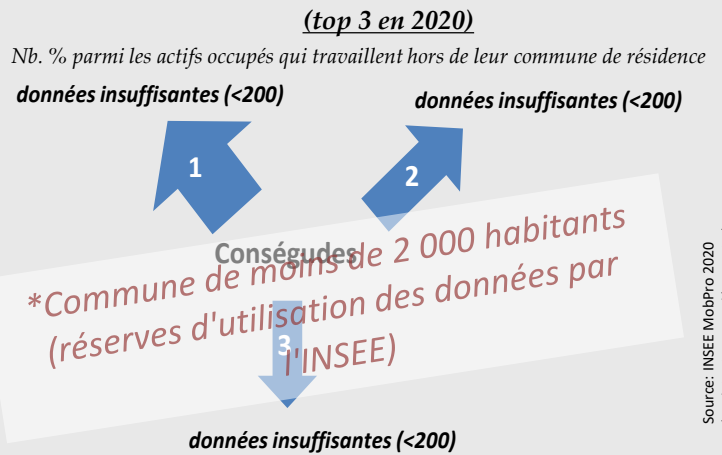 (top 3 en 2020)
Nb. % parmi les actifs occupés qui travaillent hors de leur commune de résidence
données insuffisantes (<200)
données insuffisantes (<200)
1
2
Conségudes
*Commune de moins de 2 000 habitants
(réserves d'utilisation des données par
l'INSEE)
3
données insuffisantes (<200)
Source: INSEE MobPro 2020